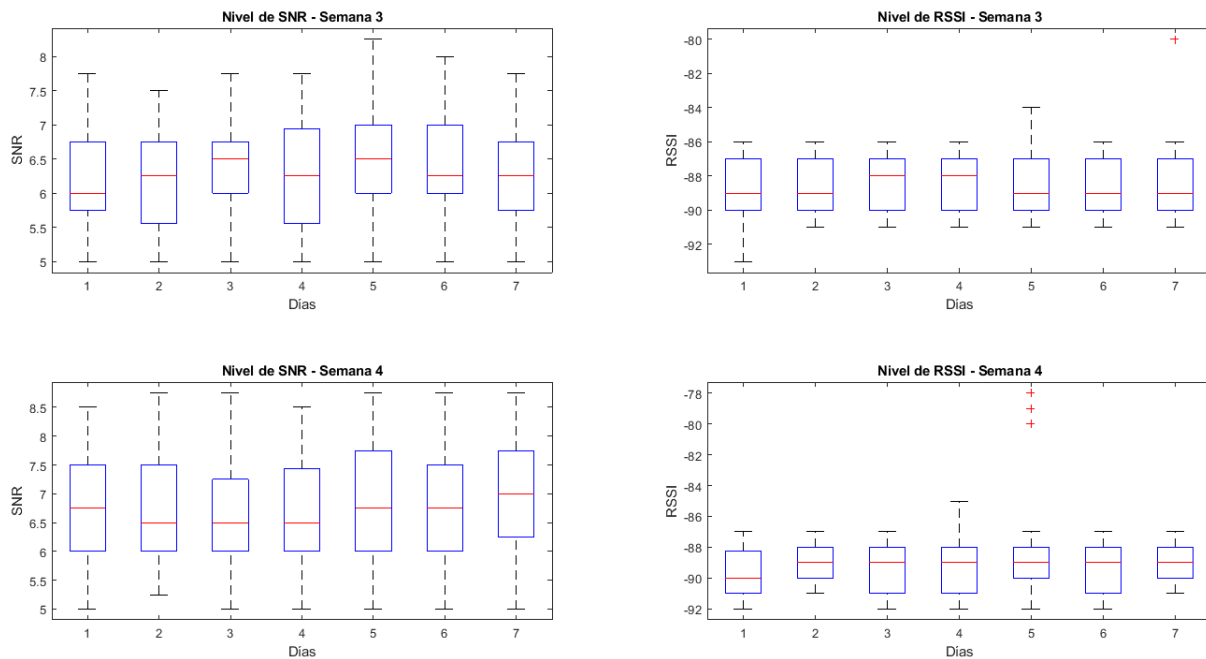 Nivel de SNR - Semana 3
SNR
8
7.5
7
6.5
6
5.5
5
1 2 3 4 5 6 7
Días
Nivel de RSSI - Semana 3
RSSI
-80
-82
-84
-86
-88
-90
-92
1 2 3 4 5 6 7
Días
Nivel de SNR - Semana 4
SNR
8.5
8
7.5
7
6.5
6
5.5
5
1 2 3 4 5 6 7
Días
Nivel de RSSI - Semana 4
RSSI
-78
-80
-82
-84
-86
-88
-90
-92
1 2 3 4 5 6 7
Días